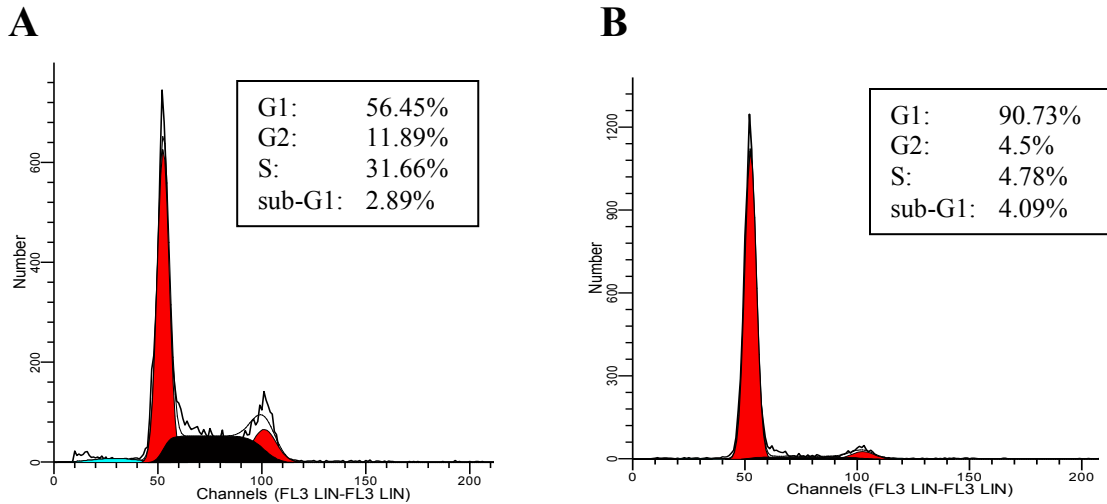 A
G1: 56.45%
G2: 11.89%
S: 31.66%
sub-G1: 2.89%
Number
0 200 400 600
0 50 100 150 200
Channels (FL3 LIN-FL3 LIN)
B
G1: 90.73%
G2: 4.5%
S: 4.78%
sub-G1: 4.09%
Number
0 300 600 900 1200
0 50 100 150 200
Channels (FL3 LIN-FL3 LIN)